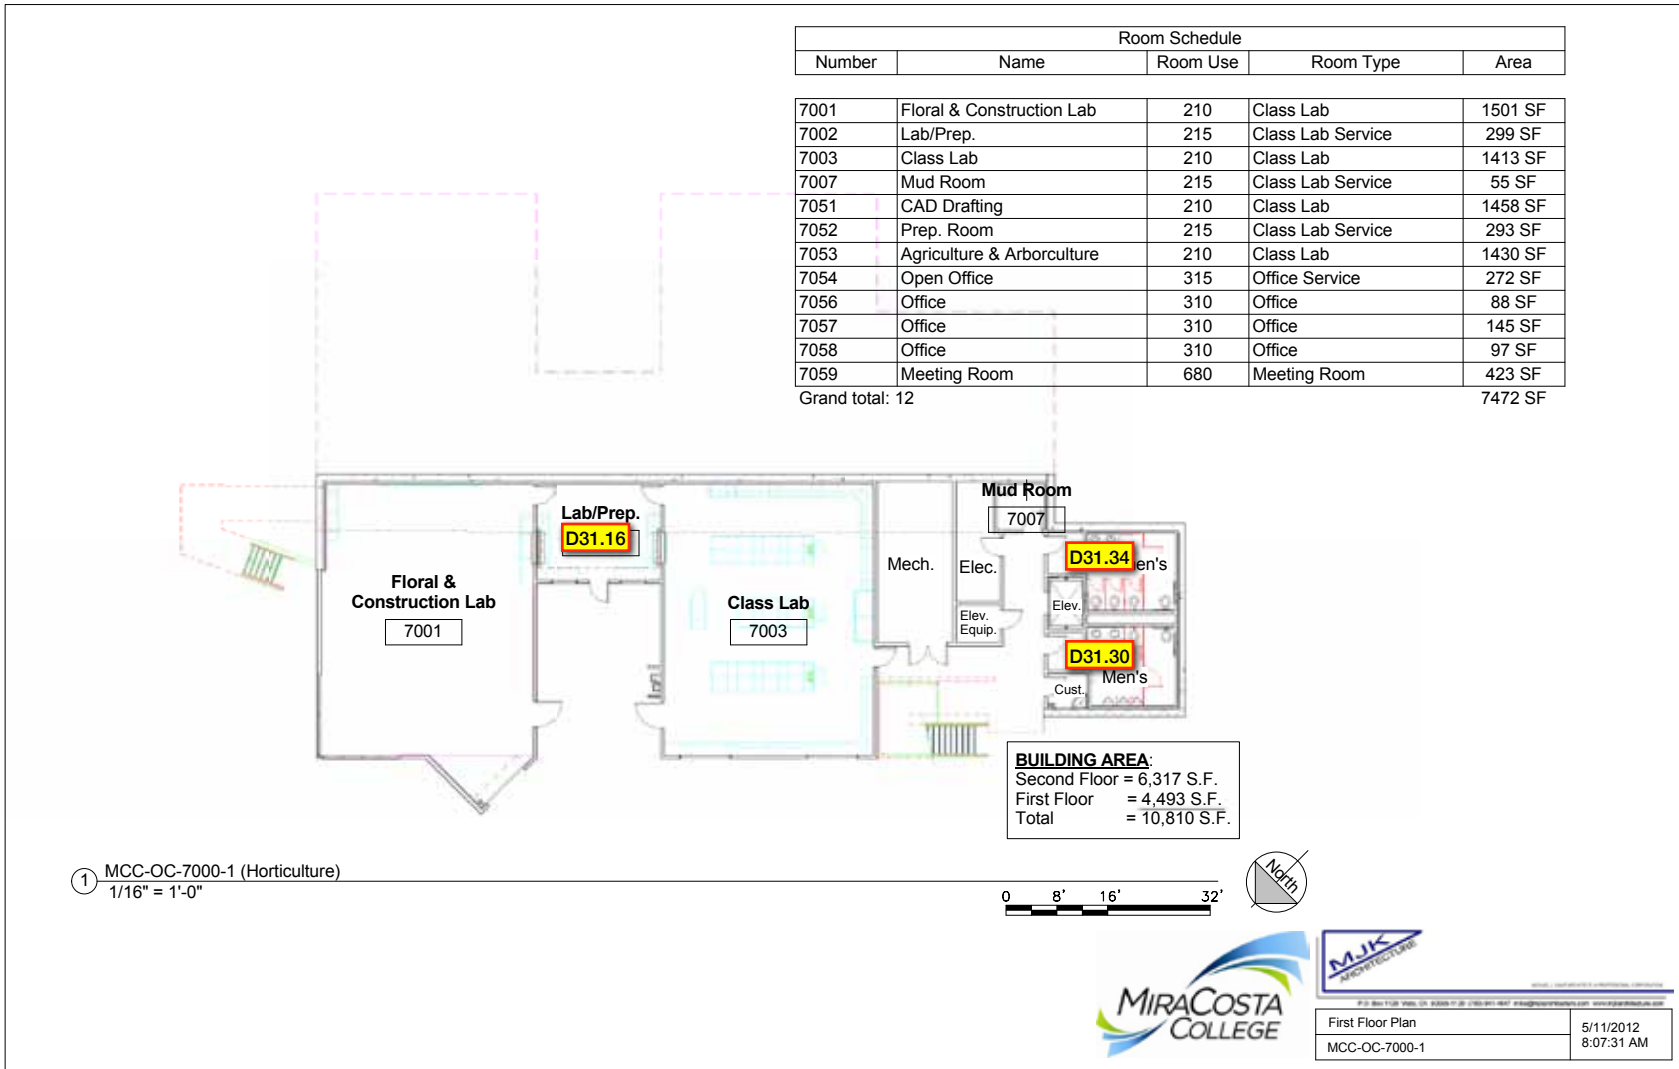 Room Schedule
Number Name Room Use Room Type Area
7001 Floral & Construction Lab 210 Class Lab 1501 SF
7002 Lab/Prep. 215 Class Lab Service 299 SF
7003 Class Lab 210 Class Lab 1413 SF
7007 Mud Room 215 Class Lab Service 55 SF
7051 CAD Drafting 210 Class Lab 1458 SF
7052 Prep. Room 215 Class Lab Service 293 SF
7053 Agriculture & Arborculture 210 Class Lab 1430 SF
7054 Open Office 315 Office Service 272 SF
7056 Office 310 Office 88 SF
7057 Office 310 Office 145 SF
7058 Office 310 Office 97 SF
7059 Meeting Room 680 Meeting Room 423 SF
Grand total: 12 7472 SF
Mud Room
7007
Lab/Prep.
D31.16
D31.34
en's
Mech.
Elec.
Floral &
Construction Lab
7001
Class Lab
7003
Elev.
Elev.
Equip.
D31.30
Men's
Cust.
BUILDING AREA:
Second Floor = 6,317 S.F.
First Floor = 4,493 S.F.
Total = 10,810 S.F.
1 MCC-OC-7000-1 (Horticulture)
1/16" = 1'-0"
0 8' 16' 32'
North
MIRACOSTA
COLLEGE
MJK
ARCHITECTURE
First Floor Plan
MCC-OC-7000-1
5/11/2012
8:07:31 AM